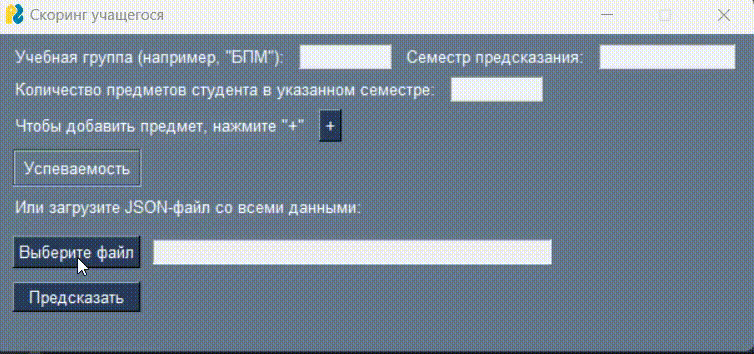 Скоринг учащегося
Учебная группа (например, "БПМ"): Семестр предсказания:
Количество предметов студента в указанном семестре:
Чтобы добавить предмет, нажмите "+" +
Успеваемость
Или загрузите JSON-файл со всеми данными:
Выберите файл
Предсказать